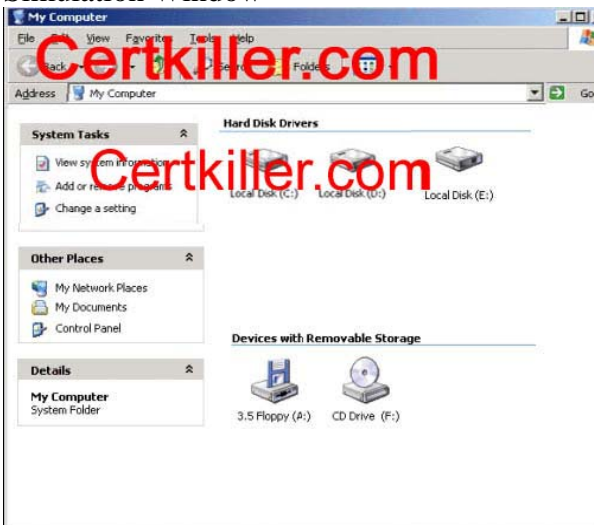 Simulation Window
My Computer
File Edit View Favorites Tools Help
Certkiller.com
Back Search Folders
Address My Computer Go
System Tasks
View system information
Add or remove programs
Change a setting
Other Places
My Network Places
My Documents
Control Panel
Details
My Computer
System Folder
Hard Disk Drivers
Certkiller.com
Local Disk (C:) Local Disk (D:) Local Disk (E:)
Devices with Removable Storage
3.5 Floppy (A:) CD Drive (F:)